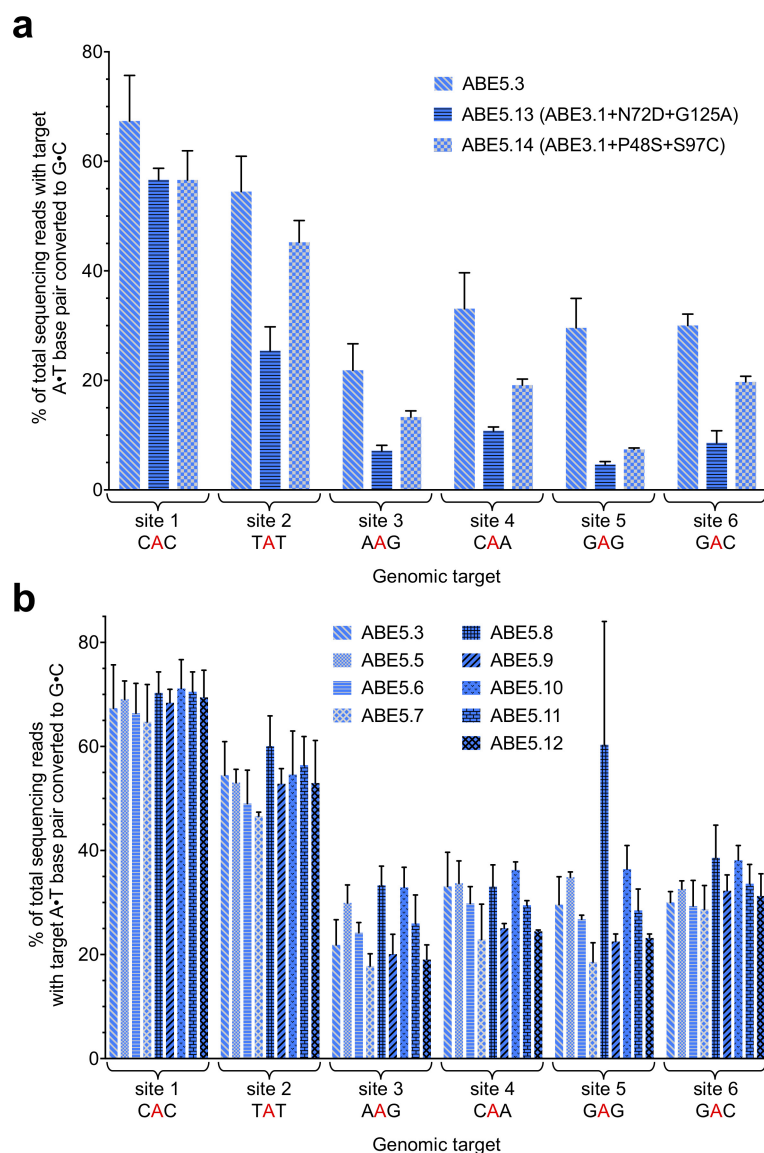 a
% of total sequencing reads with target
A•T base pair converted to G•C
80
60
40
20
0
ABE5.3
ABE5.13 (ABE3.1+N72D+G125A)
ABE5.14 (ABE3.1+P48S+S97C)
site 1 site 2 site 3 site 4 site 5 site 6
CAC TAT AAG CAA GAG GAC
Genomic target
b
% of total sequencing reads
with target A•T base pair converted to G•C
80
60
40
20
0
ABE5.3 ABE5.8
ABE5.5 ABE5.9
ABE5.6 ABE5.10
ABE5.7 ABE5.11
ABE5.12
site 1 site 2 site 3 site 4 site 5 site 6
CAC TAT AAG CAA GAG GAC
Genomic target